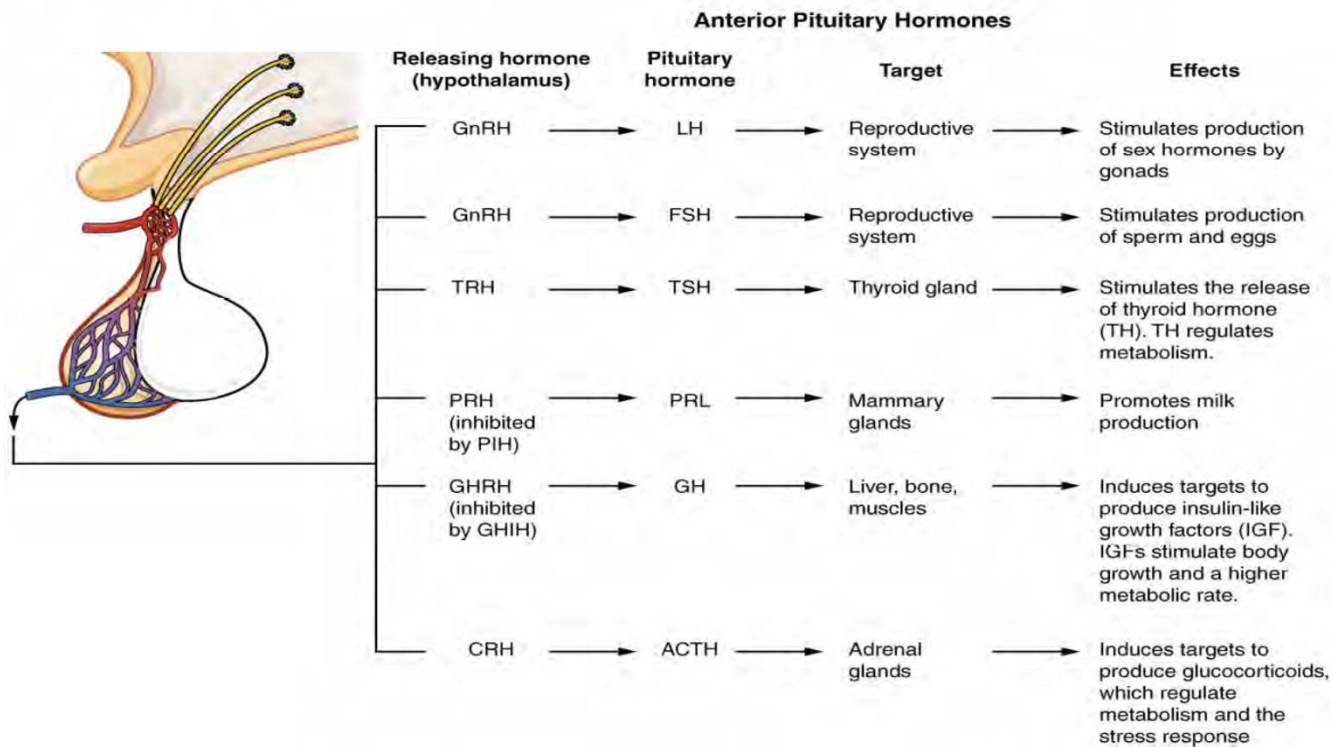 Anterior Pituitary Hormones
Releasing hormone
(hypothalamus)
Pituitary
hormone
Target
Effects
GnRH
LH
Reproductive
system
Stimulates production
of sex hormones by
gonads
GnRH
FSH
Reproductive
system
Stimulates production
of sperm and eggs
TRH
TSH
Thyroid gland
Stimulates the release
of thyroid hormone
(TH). TH regulates
metabolism.
PRH
(inhibited
by PIH)
PRL
Mammary
glands
Promotes milk
production
GHRH
(inhibited
by GHIH)
GH
Liver, bone,
muscles
Induces targets to
produce insulin-like
growth factors (IGF).
IGFs stimulate body
growth and a higher
metabolic rate.
CRH
ACTH
Adrenal
glands
Induces targets to
produce glucocorticoids,
which regulate
metabolism and the
stress response